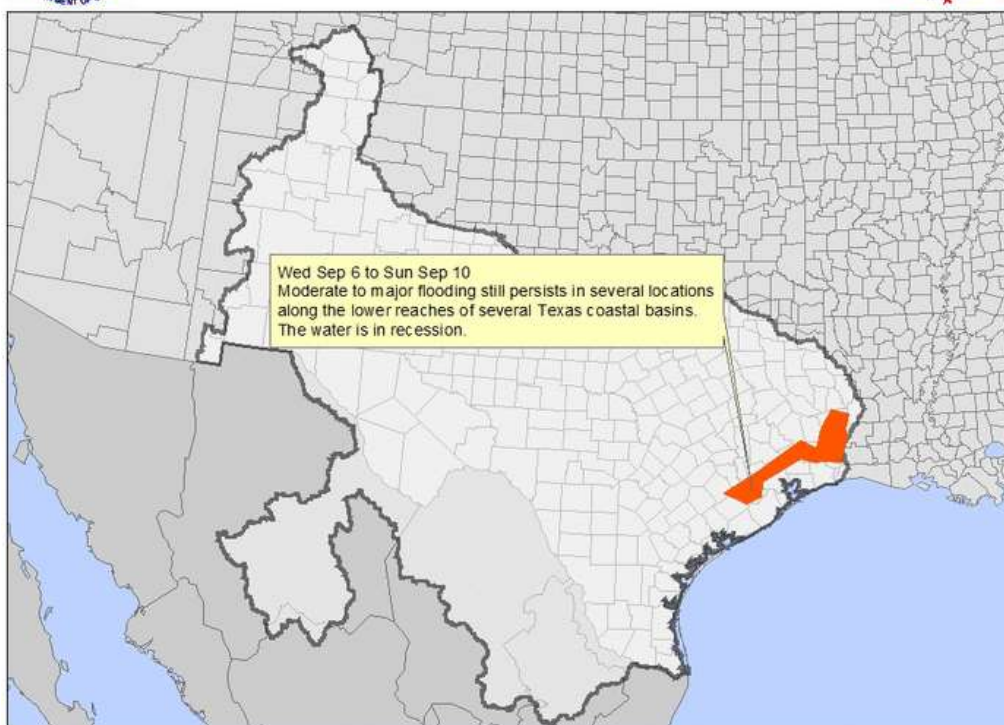 Wed Sep 6 to Sun Sep 10
Moderate to major flooding still persists in several locations
along the lower reaches of several Texas coastal basins.
The water is in recession.